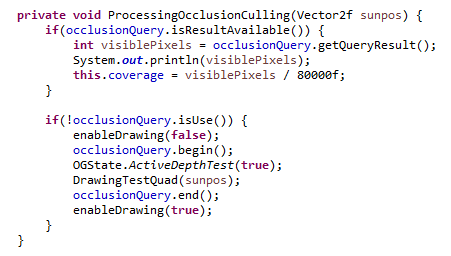 private void ProcessingOcclusionCulling(Vector2f sunpos) {
    if(occlusionQuery.isResultAvailable()) {
        int visiblePixels = occlusionQuery.getQueryResult();
        System.out.println(visiblePixels);
        this.coverage = visiblePixels / 80000f;
    }

    if(!occlusionQuery.isUse()) {
        enableDrawing(false);
        occlusionQuery.begin();
        OGState.ActiveDepthTest(true);
        DrawingTestQuad(sunpos);
        occlusionQuery.end();
        enableDrawing(true);
    }
}